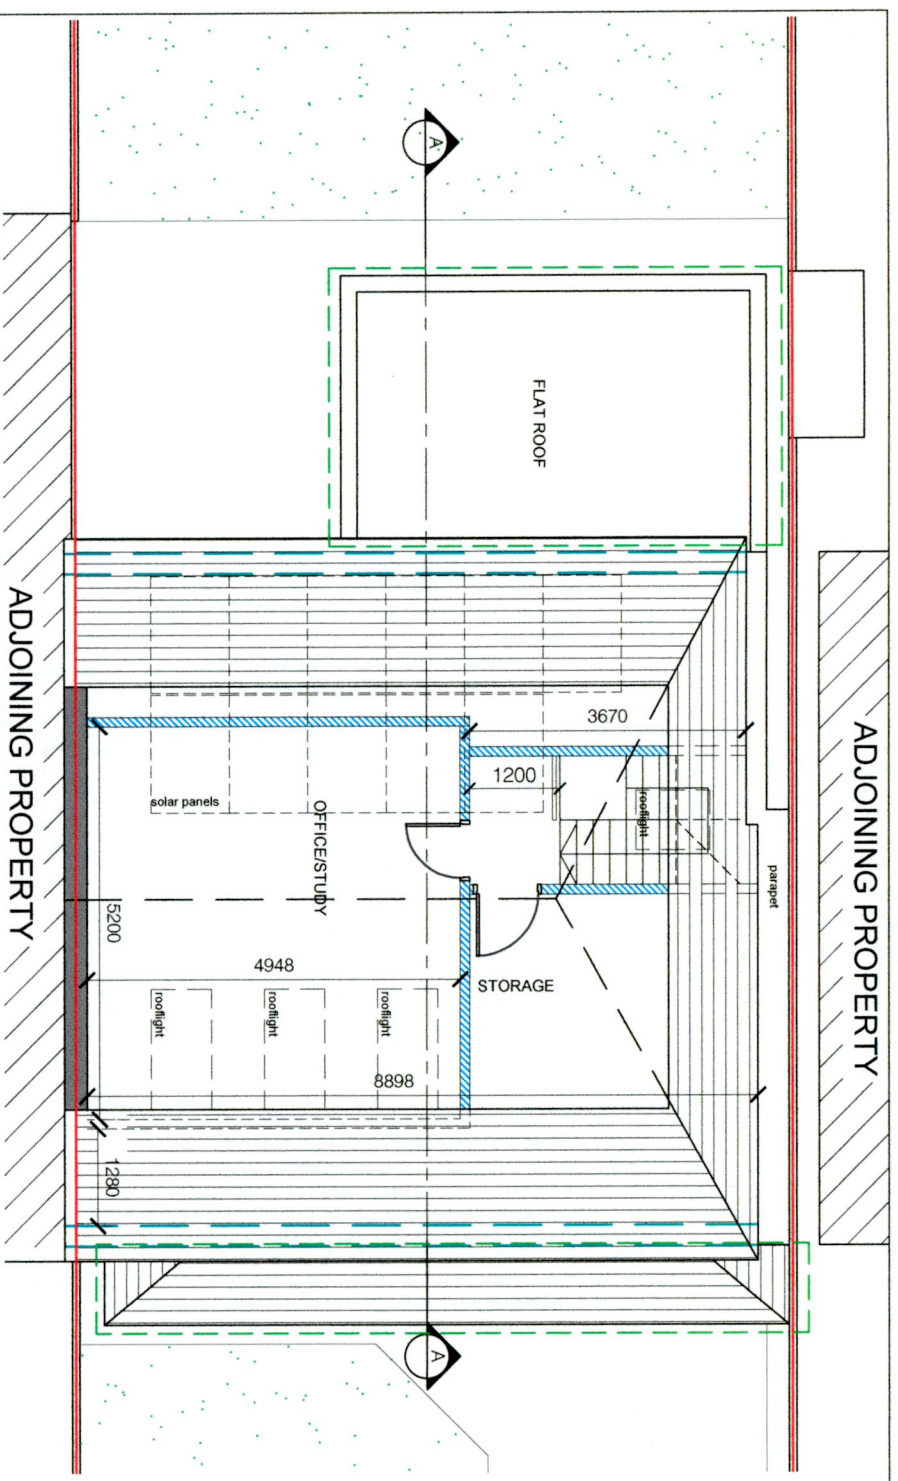 A
FLAT ROOF
ADJOINING PROPERTY
ADJOINING PROPERTY
3670
1200
rooflight
solar panels
OFFICE/STUDY
parapet
5200
4948
STORAGE
rooflight
rooflight
rooflight
8898
1280
A